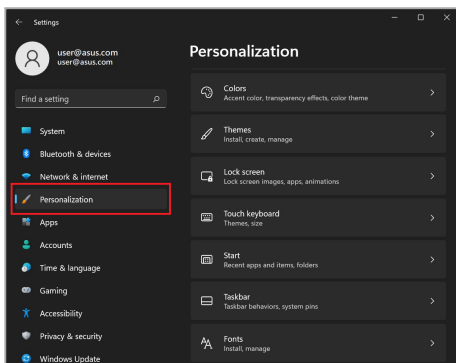 Settings
user@asus.com
user@asus.com
Find a setting
System
Bluetooth & devices
Network & internet
Personalization
Apps
Accounts
Time & language
Gaming
Accessibility
Privacy & security
Windows Update
Personalization
Colors
Accent color, transparency effects, color theme
Themes
Install, create, manage
Lock screen
Lock screen images, apps, animations
Touch keyboard
Themes, size
Start
Recent apps and items, folders
Taskbar
Taskbar behaviors, system pins
Fonts
Install, manage